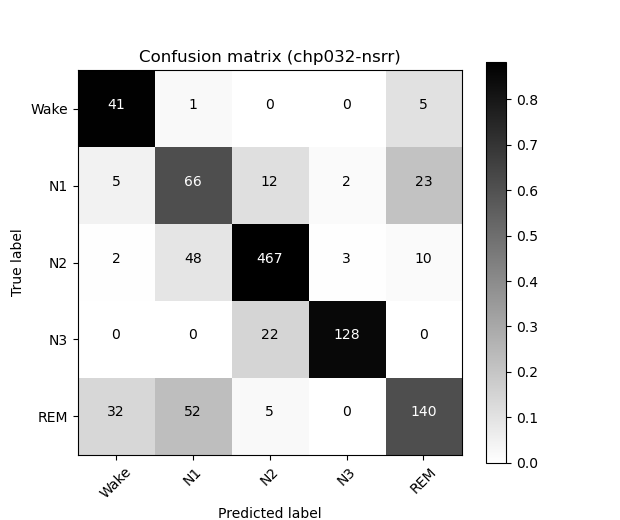 Confusion matrix (chp032-nsrr)
Wake 41 1 0 0 5
N1 5 66 12 2 23
N2 2 48 467 3 10
N3 0 0 22 128 0
REM 32 52 5 0 140
Wake N1 N2 N3 REM
Predicted label
True label
0.8
0.7
0.6
0.5
0.4
0.3
0.2
0.1
0.0